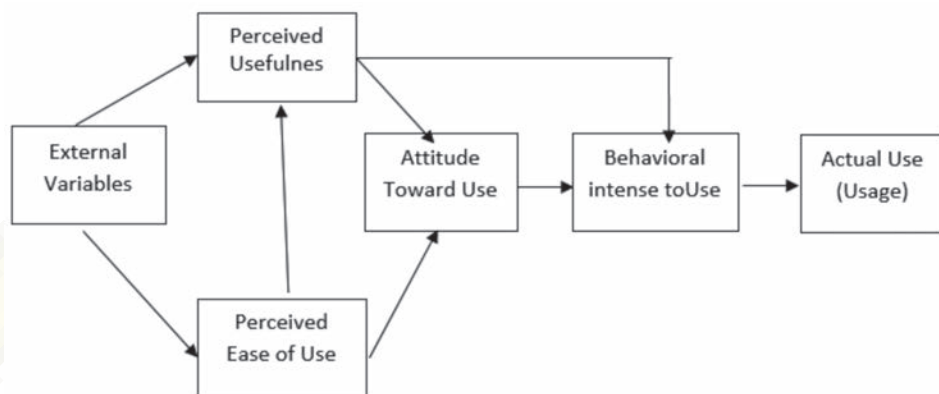 Perceived
Usefulnes
External
Variables
Attitude
Toward Use
Behavioral
intense toUse
Actual Use
(Usage)
Perceived
Ease of Use